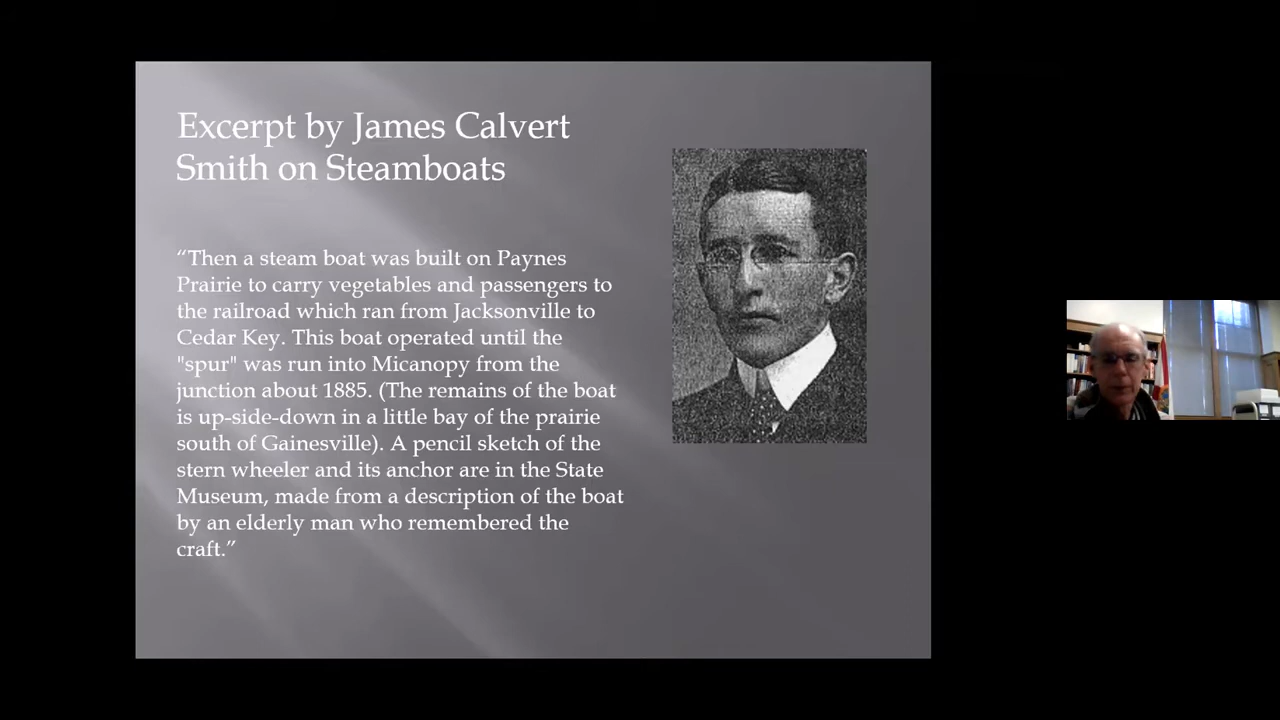 Excerpt by James Calvert
Smith on Steamboats
“Then a steam boat was built on Paynes
Prairie to carry vegetables and passengers to
the railroad which ran from Jacksonville to
Cedar Key. This boat operated until the
"spur" was run into Micanopy from the
junction about 1885. (The remains of the boat
is up-side-down in a little bay of the prairie
south of Gainesville). A pencil sketch of the
stern wheeler and its anchor are in the State
Museum, made from a description of the boat
by an elderly man who remembered the
craft.”